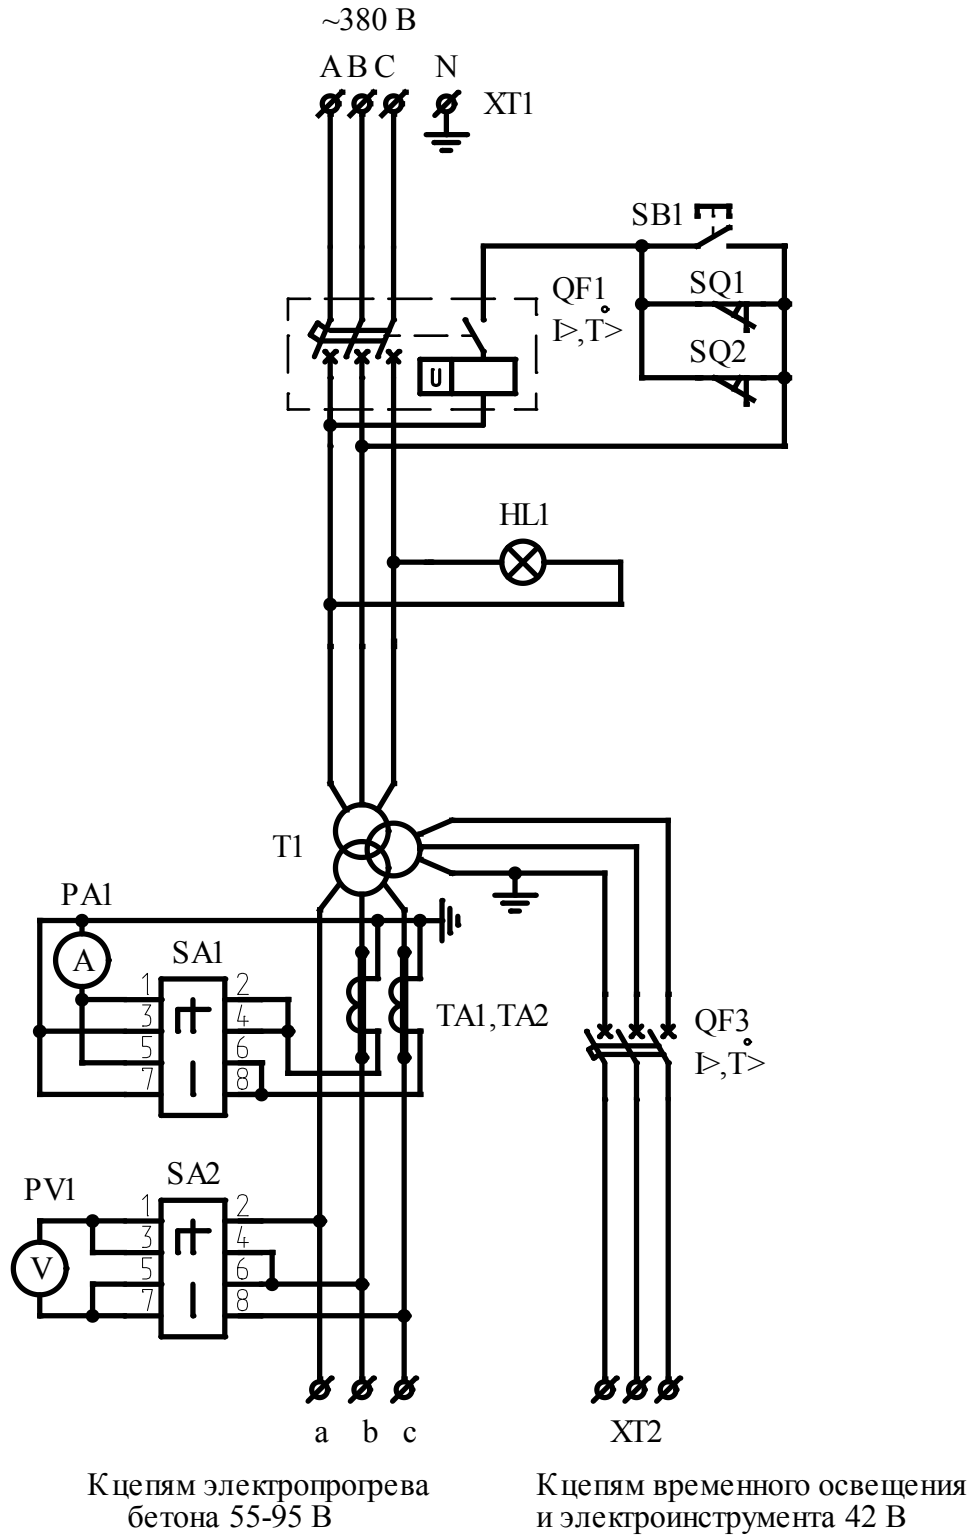 ~380 В
A B C N
XT1
SB1
QF1
I>,T°>
SQ1
SQ2
U
HL1
T1
PA1
A
SA1
1 2
3 4
5 6
7 8
TA1,TA2
QF3
I>,T°>
PV1
V
SA2
1 2
3 4
5 6
7 8
a b c
XT2
К цепям электропрогрева
бетона 55-95 В
К цепям временного освещения
и электроинструмента 42 В